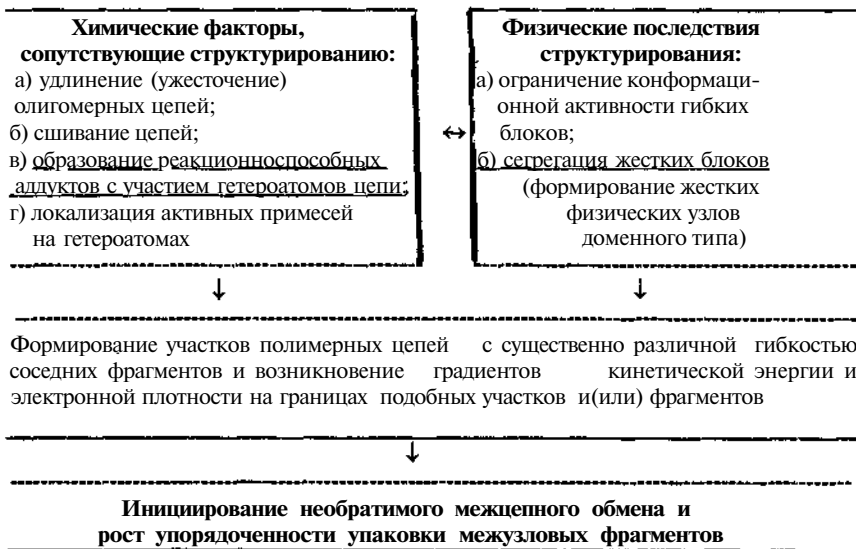 Химические факторы,
сопутствующие структурированию:
а) удлинение (ужесточение)
олигомерных цепей;
б) сшивание цепей;
в) образование реакционноспособных
аддуктов с участием гетероатомов цепи;
г) локализация активных примесей
на гетероатомах
↔
Физические последствия
структурирования:
а) ограничение конформаци-
онной активности гибких
блоков;
б) сегрегация жестких блоков
(формирование жестких
физических узлов
доменного типа)
↓ ↓
Формирование участков полимерных цепей с существенно различной гибкостью
соседних фрагментов и возникновение градиентов кинетической энергии и
электронной плотности на границах подобных участков и(или) фрагментов
↓
Инициирование необратимого межцепного обмена и
рост упорядоченности упаковки межузловых фрагментов